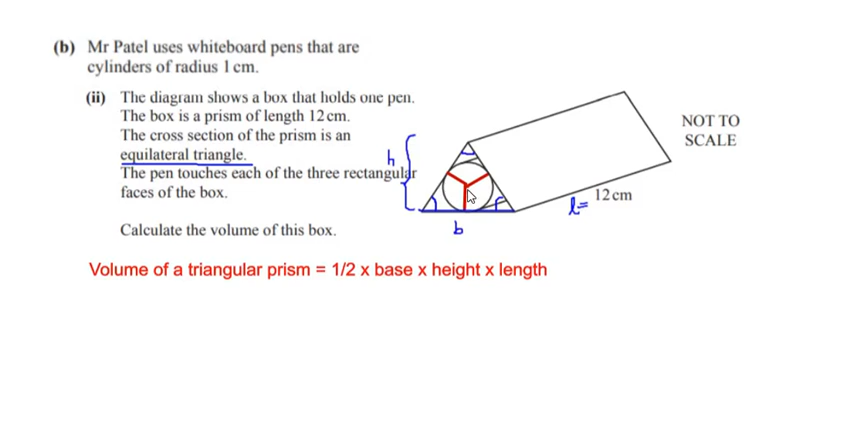 (b) Mr Patel uses whiteboard pens that are
cylinders of radius 1 cm.
(ii) The diagram shows a box that holds one pen.
The box is a prism of length 12 cm.
The cross section of the prism is an
equilateral triangle.
h
The pen touches each of the three rectangular
faces of the box.
NOT TO
SCALE
12 cm
l=
b
Calculate the volume of this box.
Volume of a triangular prism = 1/2 x base x height x length